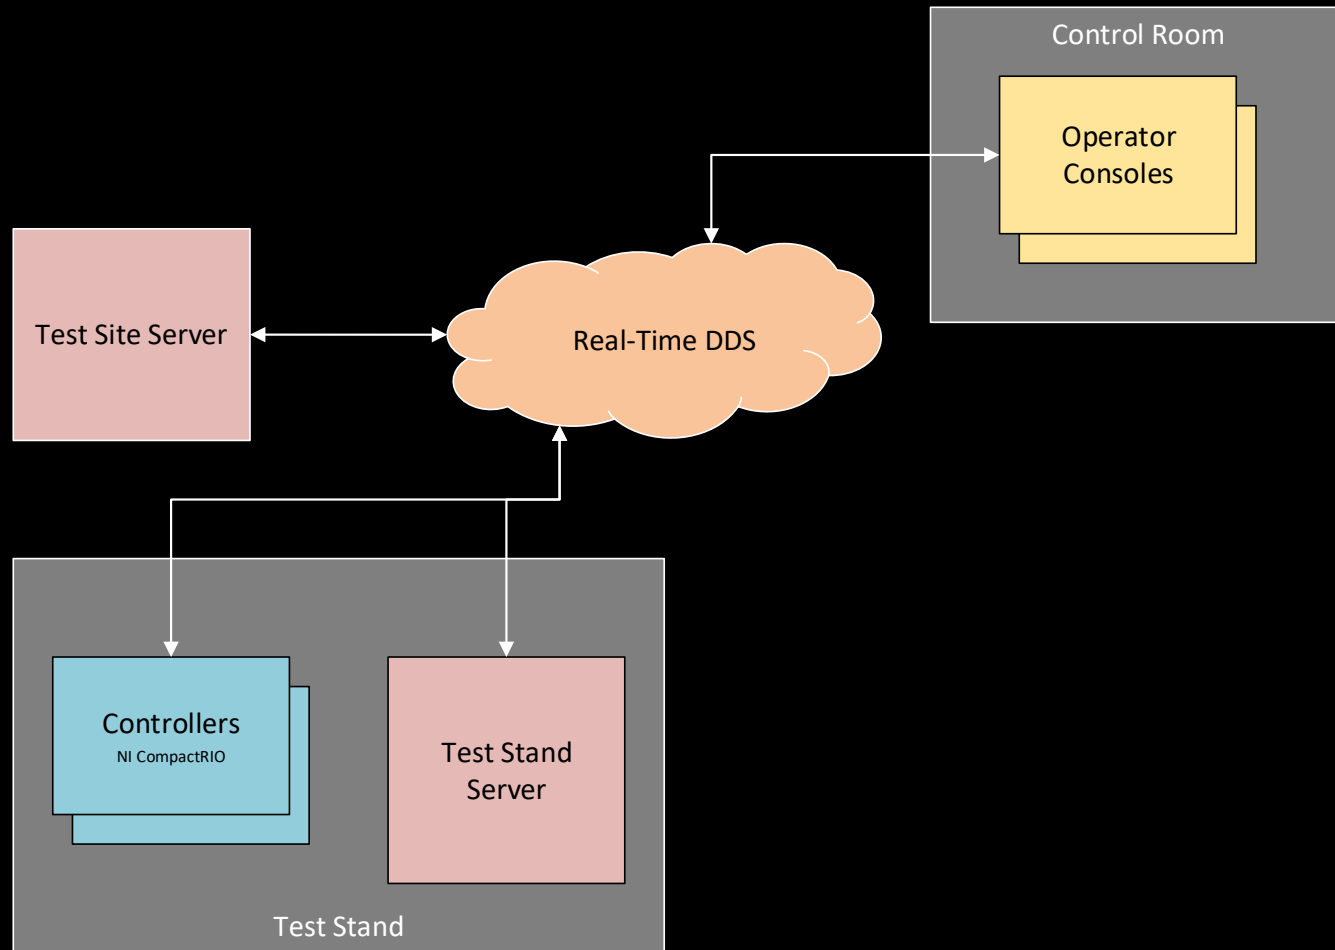 Control Room
Operator
Consoles
Test Site Server
Real-Time DDS
Controllers
NI CompactRIO
Test Stand
Server
Test Stand